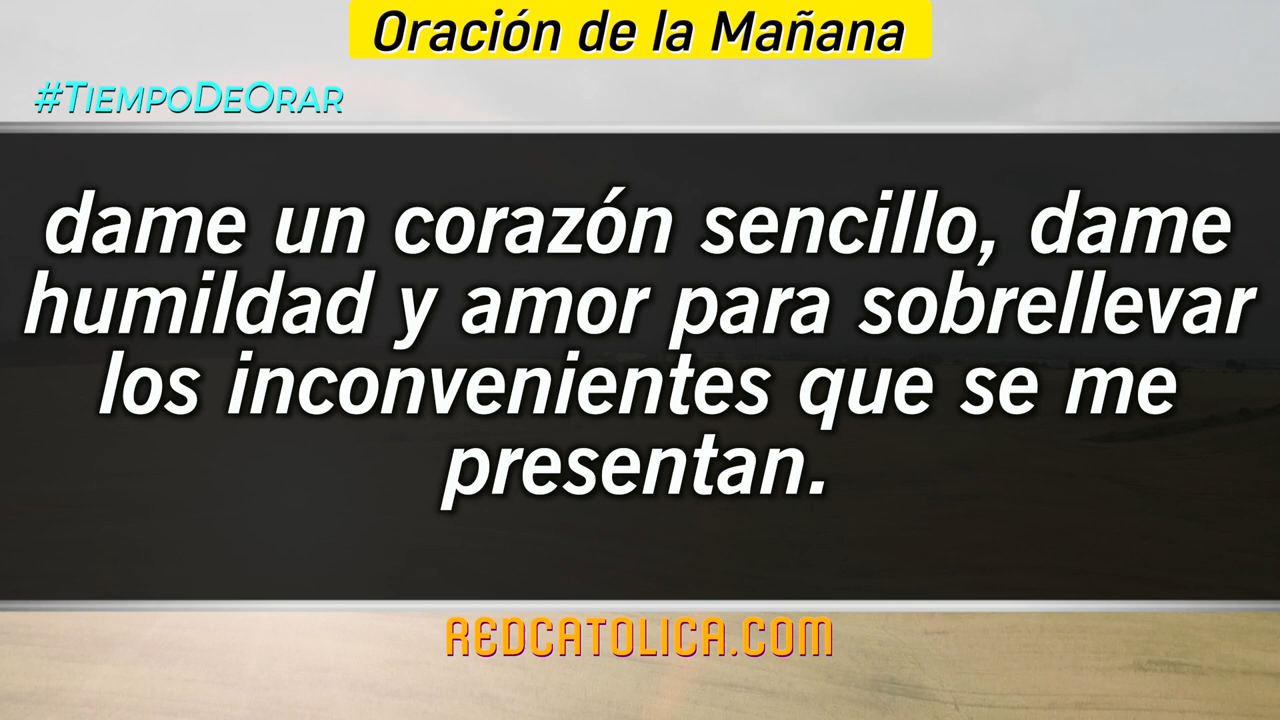 Oración de la Mañana
#TiempoDeOrar
dame un corazón sencillo, dame
humildad y amor para sobrellevar
los inconvenientes que se me
presentan.
REDCATOLICA.COM